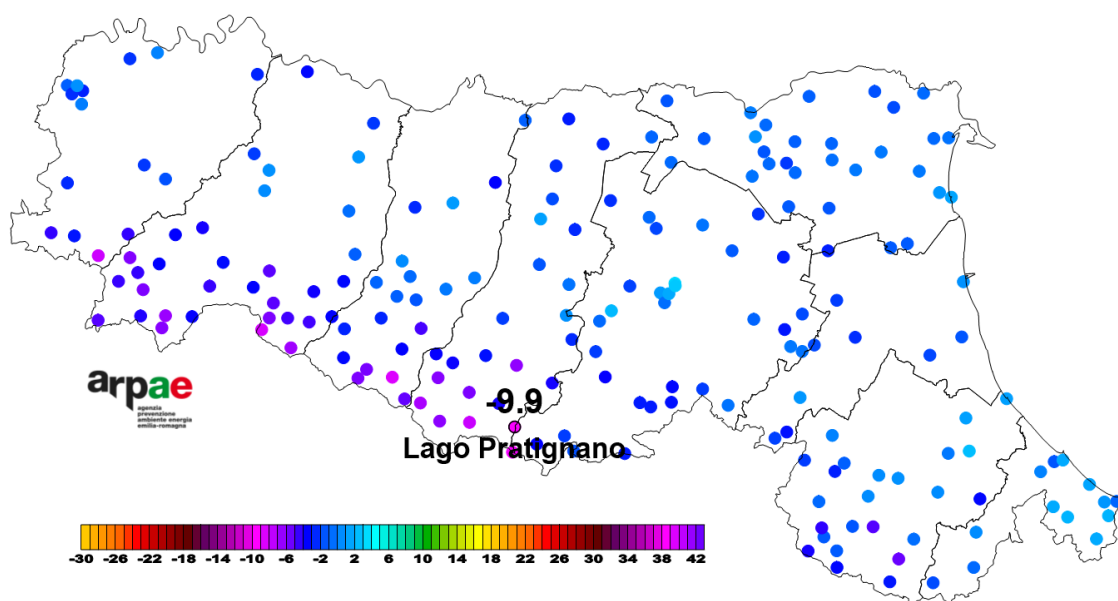 arpae
agenzia
prevenzione
ambiente energia
emilia-romagna
-9.9
Lago Pratignano
-30 -26 -22 -18 -14 -10 -6 -2 2 6 10 14 18 22 26 30 34 38 42